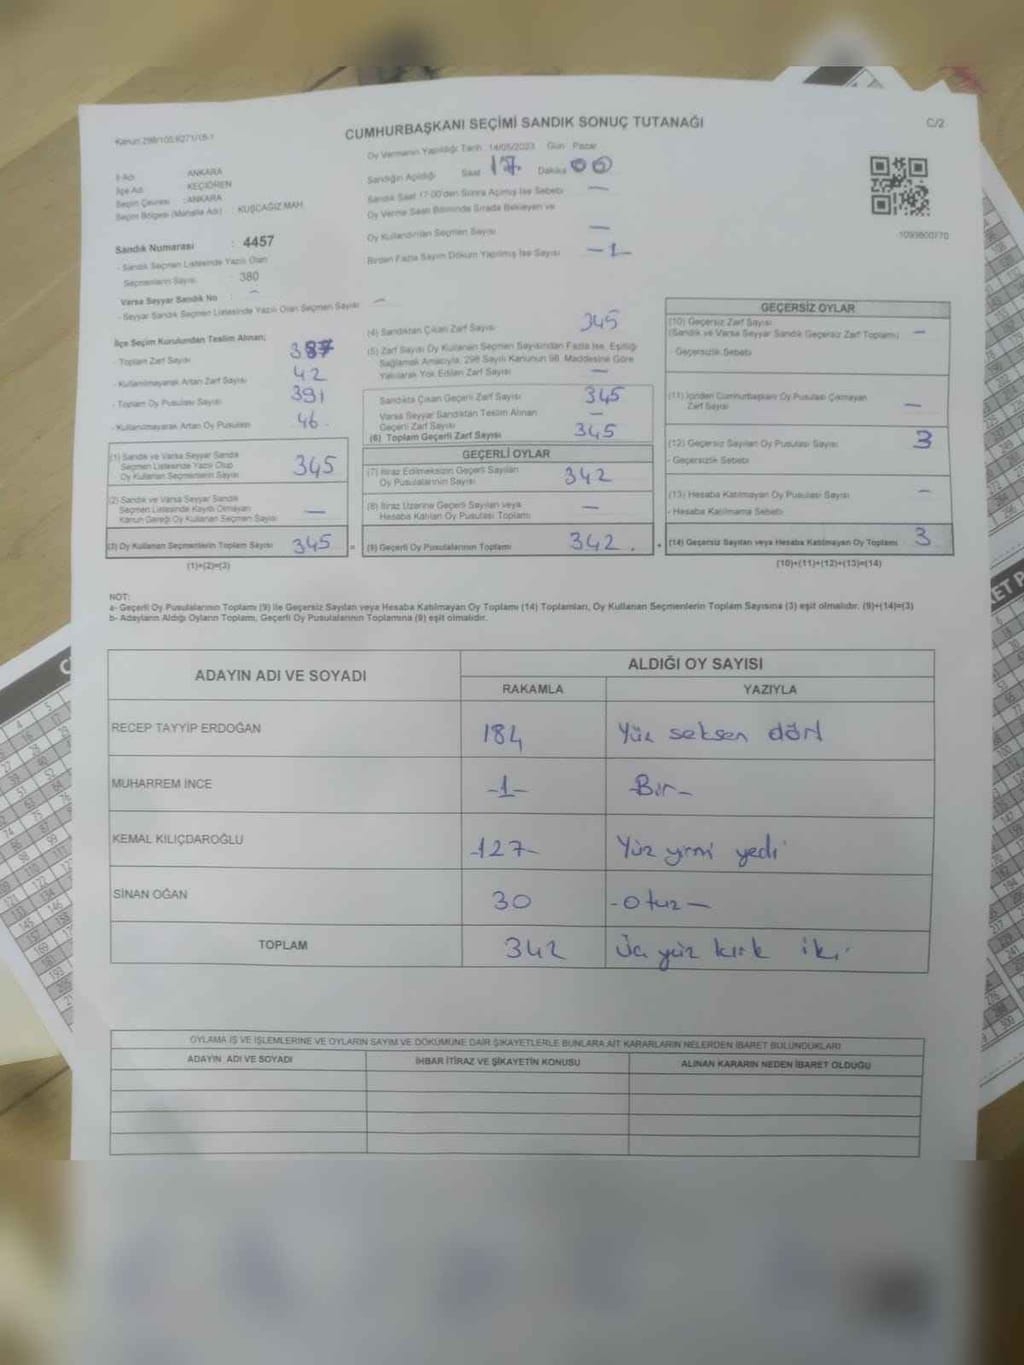 CUMHURBAŞKANI SEÇİMİ SANDIK SONUÇ TUTANAĞI
C/2
Oy Vermenin Yapıldığı Tarih 14/05/2023 Gün Pazar
İl Adı ANKARA
İlçe Adı KEÇİÖREN
Seçim Çevresi : ANKARA
Seçim Bölgesi (Mahalle Adı) : KUŞCAĞIZ MAH.
Sandığın Açıldığı Saat 17 Dakika 00
Sandık Saat 17:00'den Sonra Açılmış İse Sebebi —
Oy Verme Saati Bitiminde Sırada Bekleyen ve
Oy Kullandırılan Seçmen Sayısı —
Birden Fazla Sayım Döküm Yapılmış İse Sayısı -1-
1093600770
Sandık Numarası : 4457
- Sandık Seçmen Listesinde Yazılı Olan
Seçmenlerin Sayısı : 380
Varsa Seyyar Sandık No : —
- Seyyar Sandık Seçmen Listesinde Yazılı Olan Seçmen Sayısı —
İlçe Seçim Kurulundan Teslim Alınan;
- Toplam Zarf Sayısı 387
- Kullanılmayarak Artan Zarf Sayısı 42
- Toplam Oy Pusulası Sayısı 391
- Kullanılmayarak Artan Oy Pusulası 46
(1) Sandık ve Varsa Seyyar Sandık
Seçmen Listesinde Yazılı Olup
Oy Kullanan Seçmenlerin Sayısı 345
(2) Sandık ve Varsa Seyyar Sandık
Seçmen Listesinde Kaydı Olmayan
Kanun Gereği Oy Kullanan Seçmen Sayısı —
(3) Oy Kullanan Seçmenlerin Toplam Sayısı 345 =
(1)+(2)=(3)
(4) Sandıktan Çıkan Zarf Sayısı 345
(5) Zarf Sayısı Oy Kullanan Seçmen Sayısından Fazla İse, Eşitliği
Sağlamak Amacıyla, 298 Sayılı Kanunun 98. Maddesine Göre
Yakılarak Yok Edilen Zarf Sayısı —
Sandıkta Çıkan Geçerli Zarf Sayısı 345
Varsa Seyyar Sandıktan Teslim Alınan
Geçerli Zarf Sayısı —
(6) Toplam Geçerli Zarf Sayısı 345
GEÇERLİ OYLAR
(7) İtiraz Edilmeksizin Geçerli Sayılan
Oy Pusulalarının Sayısı 342
(8) İtiraz Üzerine Geçerli Sayılan veya
Hesaba Katılan Oy Pusulası Toplamı —
(9) Geçerli Oy Pusulalarının Toplamı 342. +
GEÇERSİZ OYLAR
(10) Geçersiz Zarf Sayısı
(Sandık ve Varsa Seyyar Sandık Geçersiz Zarf Toplamı) —
- Geçersizlik Sebebi
(11) İçinden Cumhurbaşkanı Oy Pusulası Çıkmayan
Zarf Sayısı —
(12) Geçersiz Sayılan Oy Pusulası Sayısı 3
- Geçersizlik Sebebi
(13) Hesaba Katılmayan Oy Pusulası Sayısı —
- Hesaba Katılmama Sebebi
(14) Geçersiz Sayılan veya Hesaba Katılmayan Oy Toplamı 3
(10)+(11)+(12)+(13)=(14)
NOT:
a- Geçerli Oy Pusulalarının Toplamı (9) ile Geçersiz Sayılan veya Hesaba Katılmayan Oy Toplamı (14) Toplamları, Oy Kullanan Seçmenlerin Toplam Sayısına (3) eşit olmalıdır. (9)+(14)=(3)
b- Adayların Aldığı Oyların Toplamı, Geçerli Oy Pusulalarının Toplamına (9) eşit olmalıdır.
ADAYIN ADI VE SOYADI ALDIĞI OY SAYISI
RAKAMLA YAZIYLA
RECEP TAYYİP ERDOĞAN 184 Yüz seksen dört
MUHARREM İNCE -1- -Bir-
KEMAL KILIÇDAROĞLU -127- Yüz yirmi yedi
SİNAN OĞAN 30 -otuz-
TOPLAM 342 Üç yüz kırk iki
OYLAMA İŞ VE İŞLEMLERİNE VE OYLARIN SAYIM VE DÖKÜMÜNE DAİR ŞİKAYETLERLE BUNLARA AİT KARARLARIN NELERDEN İBARET BULUNDUKLARI
ADAYIN ADI VE SOYADI İHBAR İTİRAZ VE ŞİKAYETİN KONUSU ALINAN KARARIN NEDEN İBARET OLDUĞU